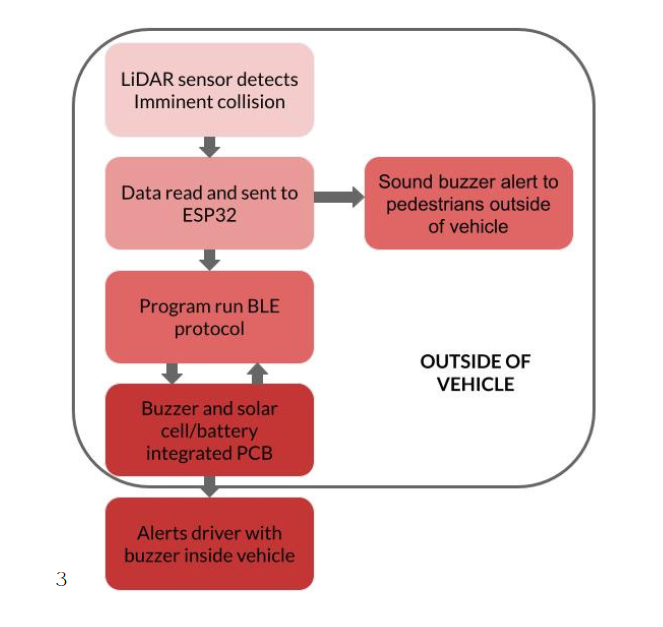 LiDAR sensor detects
Imminent collision
Data read and sent to
ESP32
Sound buzzer alert to
pedestrians outside
of vehicle
Program run BLE
protocol
OUTSIDE OF
VEHICLE
Buzzer and solar
cell/battery
integrated PCB
Alerts driver with
buzzer inside vehicle
3